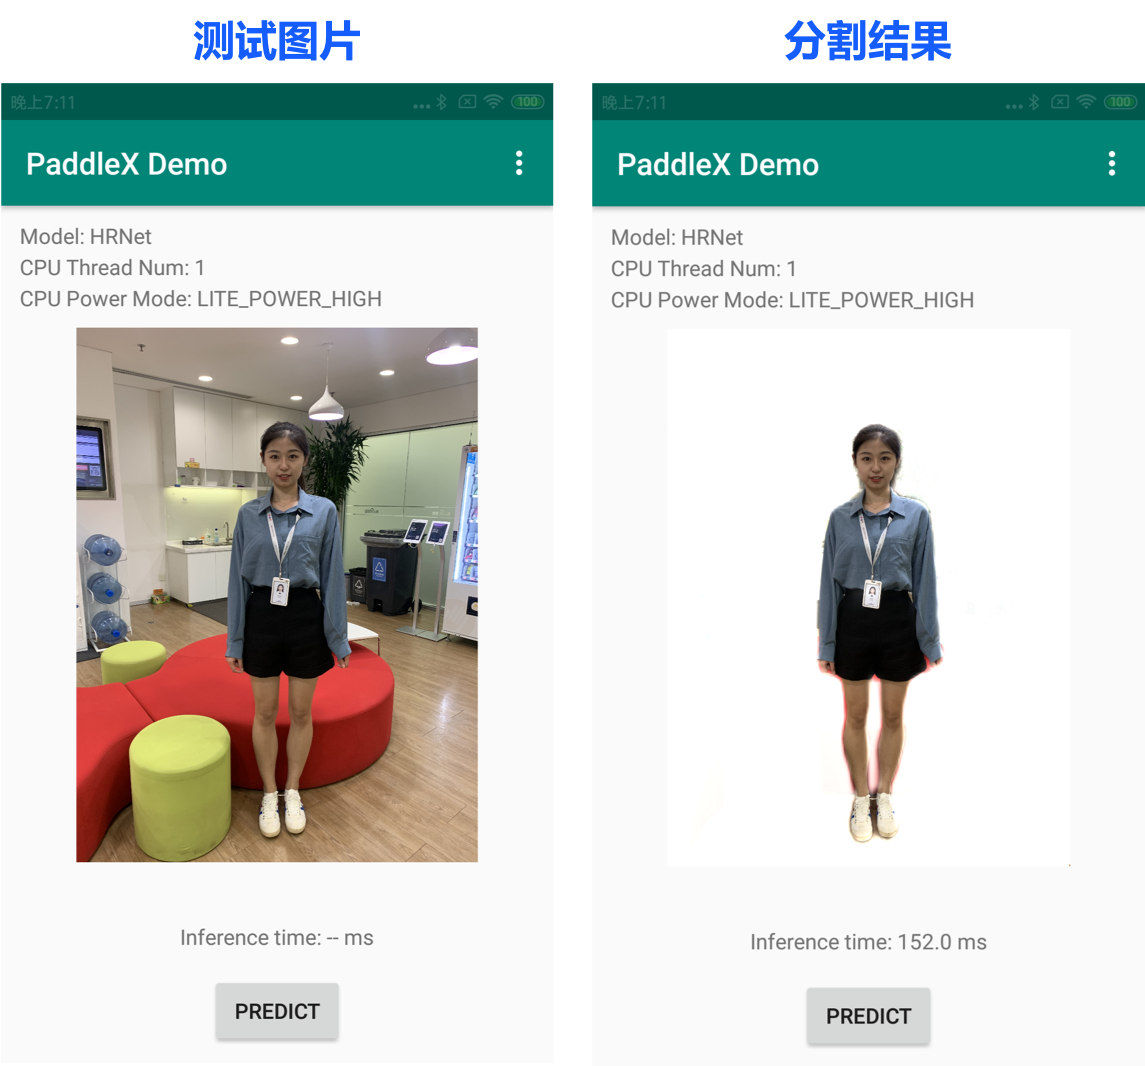 测试图片
分割结果
晚上7:11
100
PaddleX Demo
Model: HRNet
CPU Thread Num: 1
CPU Power Mode: LITE_POWER_HIGH
Inference time: -- ms
PREDICT
晚上7:11
100
PaddleX Demo
Model: HRNet
CPU Thread Num: 1
CPU Power Mode: LITE_POWER_HIGH
Inference time: 152.0 ms
PREDICT